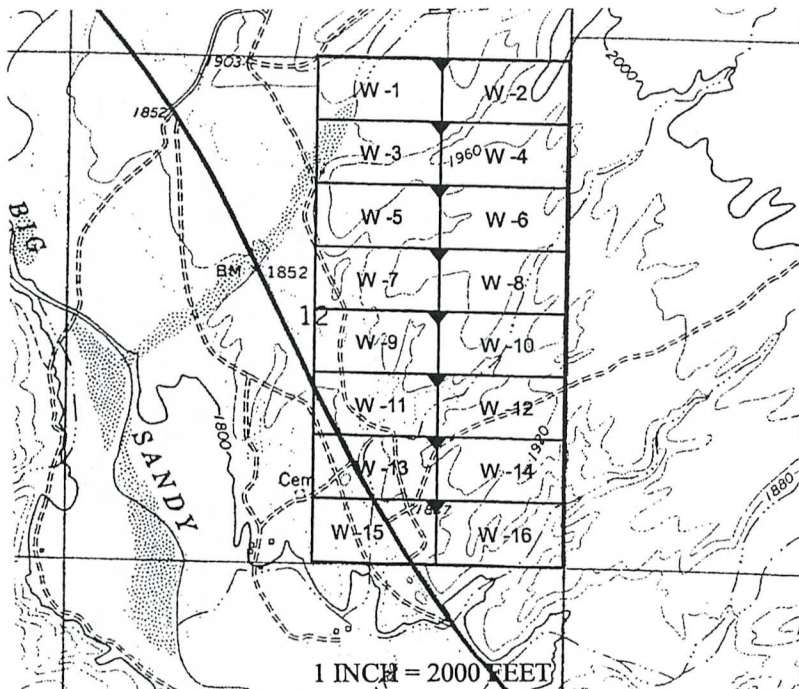 1903
2000
W-1 W-2
1852
W-3 1960 W-4
BIG
W-5 W-6
BM × 1852
W-7 W-8
12
W-9 W-10
W-11 W-12
1800
SANDY
1920
W-13 W-14
Cem
1880
W-15 W-16
1 INCH = 2000 FEET